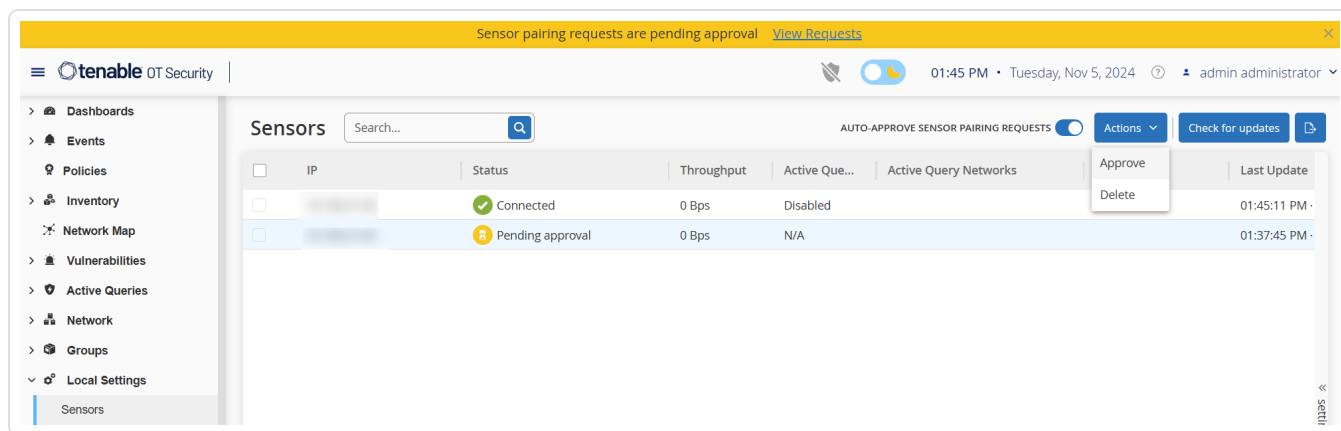 Sensor pairing requests are pending approval View Requests
tenable OT Security
01:45 PM • Tuesday, Nov 5, 2024 admin administrator
Dashboards
Events
Policies
Inventory
Network Map
Vulnerabilities
Active Queries
Network
Groups
Local Settings
Sensors
Sensors Search... AUTO-APPROVE SENSOR PAIRING REQUESTS Actions Check for updates
Approve
Delete
IP Status Throughput Active Que... Active Query Networks Last Update
Connected 0 Bps Disabled 01:45:11 PM ·
Pending approval 0 Bps N/A 01:37:45 PM ·